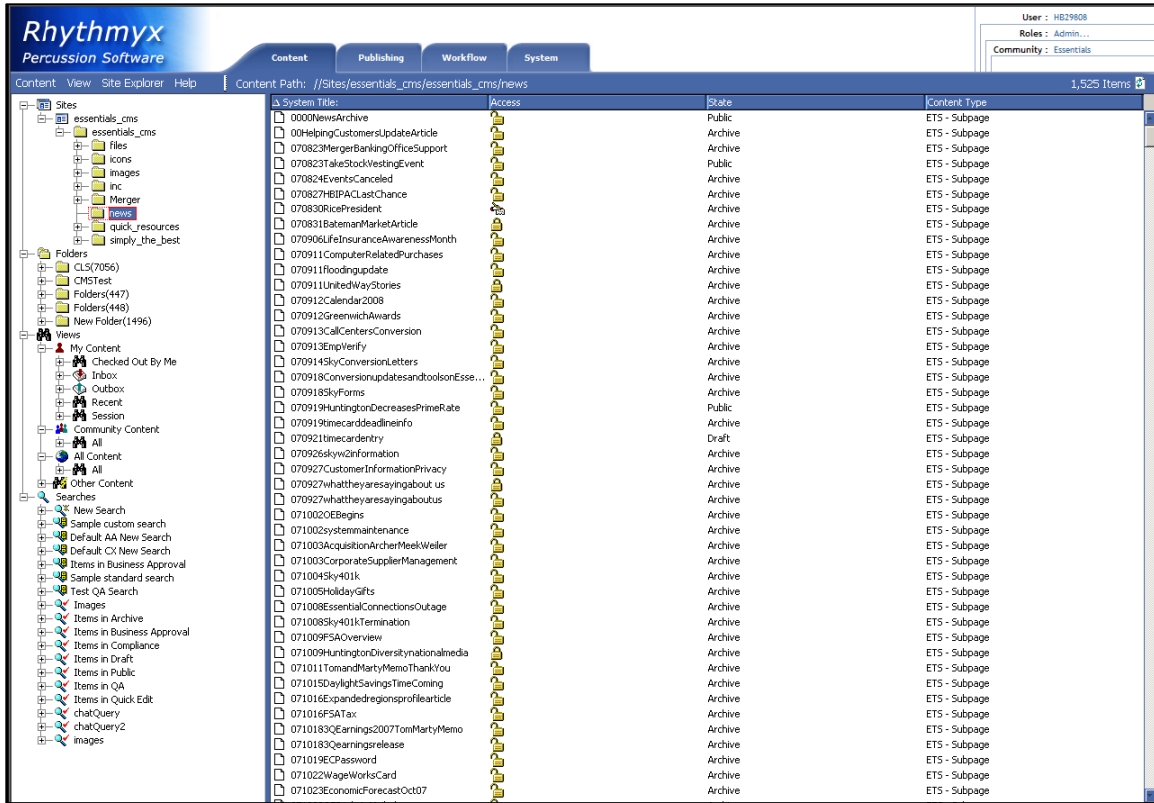 Rhythmyx
Percussion Software
Content Publishing Workflow System
User : HB29808
Roles : Admin...
Community : Essentials
Content View Site Explorer Help Content Path: //Sites/essentials_cms/essentials_cms/news 1,525 Items
Sites
essentials_cms
essentials_cms
files
icons
images
inc
Merger
news
quick_resources
simply_the_best
Folders
CLS(7056)
CMSTest
Folders(447)
Folders(448)
New Folder(1496)
Views
My Content
Checked Out By Me
Inbox
Outbox
Recent
Session
Community Content
All
All Content
All
Other Content
Searches
New Search
Sample custom search
Default AA New Search
Default CX New Search
Items in Business Approval
Sample standard search
Test QA Search
Images
Items in Archive
Items in Business Approval
Items in Compliance
Items in Draft
Items in Public
Items in QA
Items in Quick Edit
chatQuery
chatQuery2
images
System Title: Access State Content Type
0000NewsArchive Public ETS - Subpage
00HelpingCustomersUpdateArticle Archive ETS - Subpage
070823MergerBankingOfficeSupport Archive ETS - Subpage
070823TakeStockVestingEvent Public ETS - Subpage
070824EventsCanceled Archive ETS - Subpage
070827HBIPACLastChance Archive ETS - Subpage
070830RicePresident Archive ETS - Subpage
070831BatemanMarketArticle Archive ETS - Subpage
070906LifeInsuranceAwarenessMonth Archive ETS - Subpage
070911ComputerRelatedPurchases Archive ETS - Subpage
070911floodingupdate Archive ETS - Subpage
070911UnitedWayStories Archive ETS - Subpage
070912Calendar2008 Archive ETS - Subpage
070912GreenwichAwards Archive ETS - Subpage
070913CallCentersConversion Archive ETS - Subpage
070913EmpVerify Archive ETS - Subpage
070914SkyConversionLetters Archive ETS - Subpage
070918ConversionupdatesandtoolsonEsse... Archive ETS - Subpage
070918SkyForms Archive ETS - Subpage
070919HuntingtonDecreasesPrimeRate Public ETS - Subpage
070919timecarddeadlineinfo Archive ETS - Subpage
070921timecardentry Draft ETS - Subpage
070926skyw2information Archive ETS - Subpage
070927CustomerInformationPrivacy Archive ETS - Subpage
070927whattheyaresayingabout us Archive ETS - Subpage
070927whattheyaresayingaboutus Archive ETS - Subpage
071002OEBegins Archive ETS - Subpage
071002systemmaintenance Archive ETS - Subpage
071003AcquisitionArcherMeekWeiler Archive ETS - Subpage
071003CorporateSupplierManagement Archive ETS - Subpage
071004Sky401k Archive ETS - Subpage
071005HolidayGifts Archive ETS - Subpage
071008EssentialConnectionsOutage Archive ETS - Subpage
071008Sky401kTermination Archive ETS - Subpage
071009FSAOverview Archive ETS - Subpage
071009HuntingtonDiversitynationalmedia Archive ETS - Subpage
071011TomandMartyMemoThankYou Archive ETS - Subpage
071015DaylightSavingsTimeComing Archive ETS - Subpage
071016Expandedregionsprofilearticle Archive ETS - Subpage
071016FSATax Archive ETS - Subpage
0710183QEarnings2007TomMartyMemo Archive ETS - Subpage
0710183Qearningsrelease Archive ETS - Subpage
071019ECPassword Archive ETS - Subpage
071022WageWorksCard Archive ETS - Subpage
071023EconomicForecastOct07 Archive ETS - Subpage